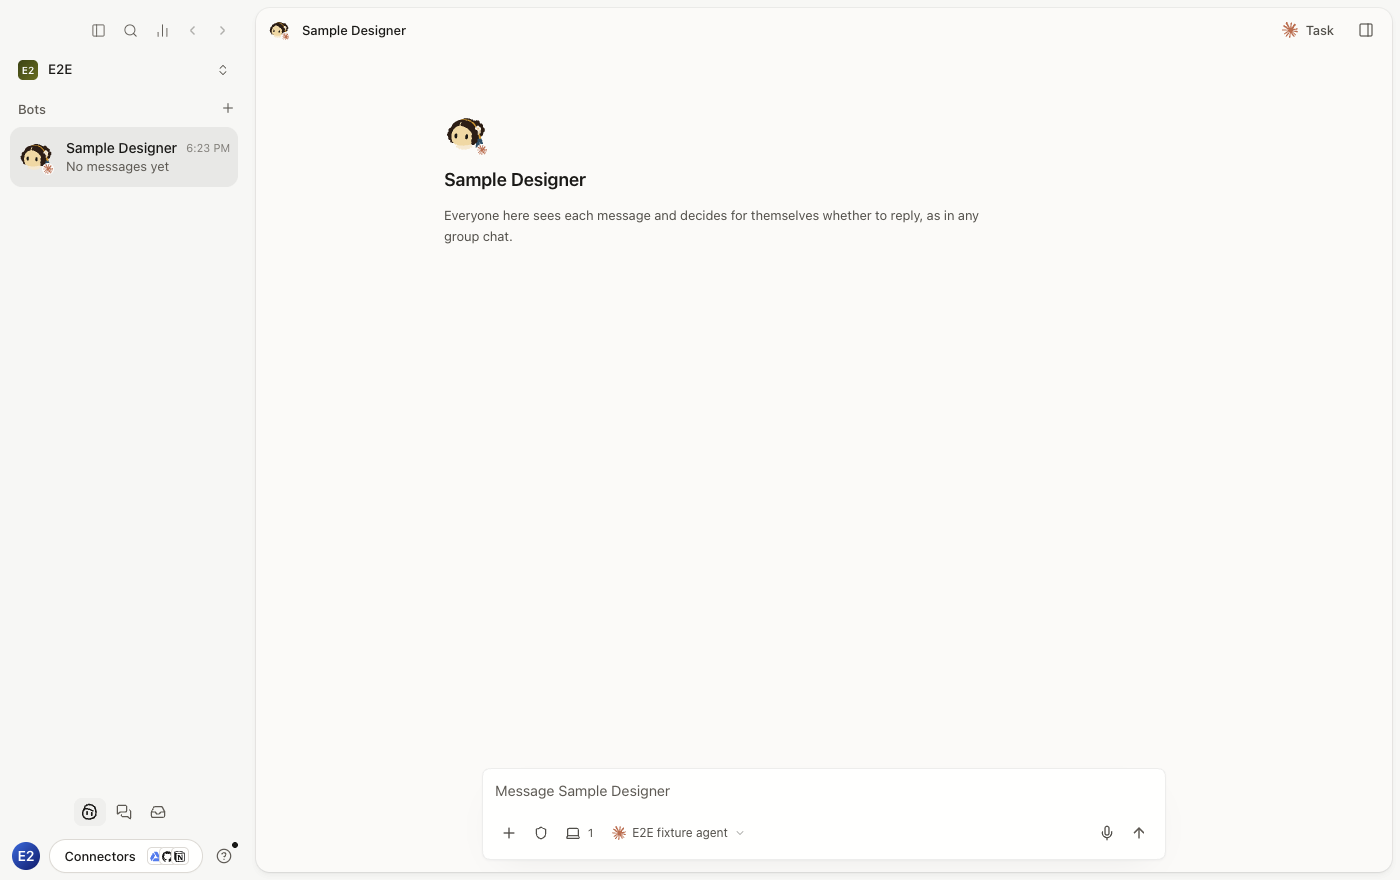 Sample Designer
Task
E2 E2E
Bots
Sample Designer 6:23 PM
No messages yet
Sample Designer
Everyone here sees each message and decides for themselves whether to reply, as in any
group chat.
Message Sample Designer
1 E2E fixture agent
E2 Connectors